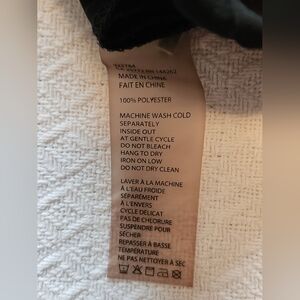 MADE IN CHINA
FAIT EN CHINE
100% POLYESTER
MACHINE WASH COLD
SEPARATELY
INSIDE OUT
AT GENTLE CYCLE
DO NOT BLEACH
HANG TO DRY
IRON ON LOW
DO NOT DRY CLEAN
LAVER À LA MACHINE
À L'EAU FROIDE
SÉPARÉMENT
À L'ENVERS
CYCLE DÉLICAT
PAS DE CHLORURE
SUSPENDRE POUR
SÉCHER
REPASSER À BASSE
TEMPÉRATURE
NE PAS NETTOYER À SEC